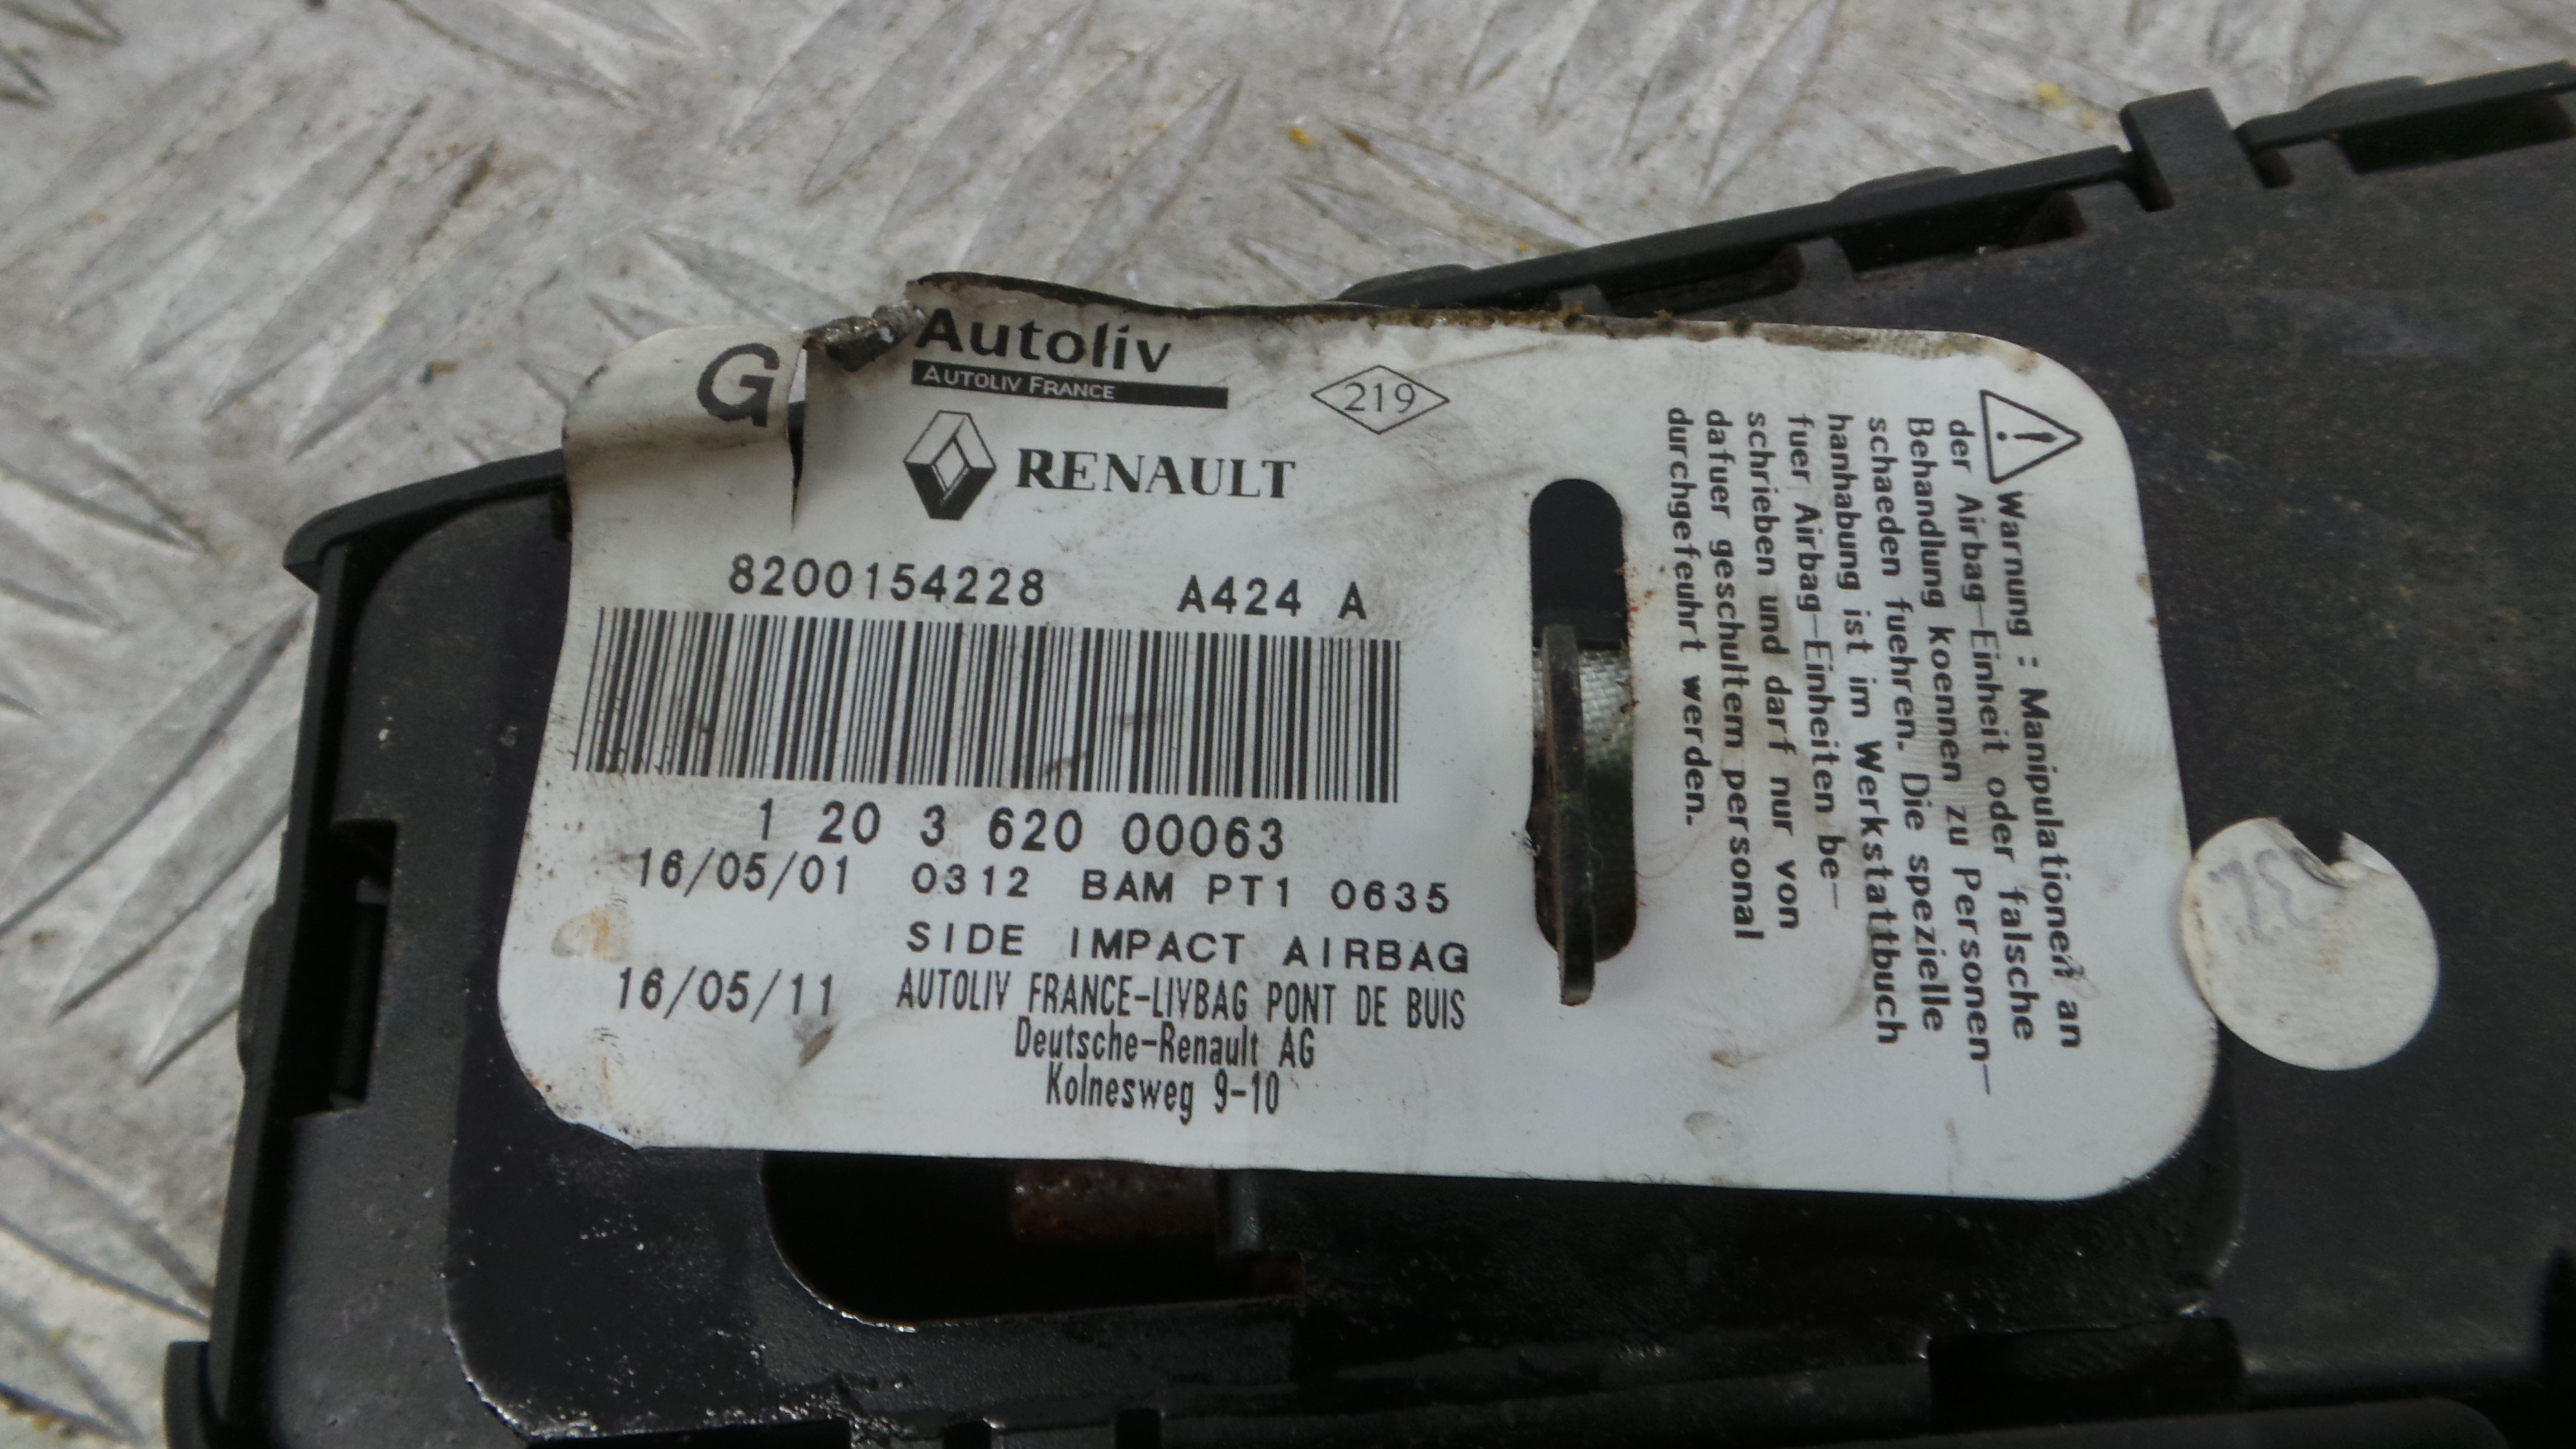 G
Autoliv
AUTOLIV FRANCE
219
RENAULT
8200154228 A424 A
1 20 3 620 00063
16/05/01 0312 BAM PT1 0635
SIDE IMPACT AIRBAG
16/05/11 AUTOLIV FRANCE-LIVBAG PONT DE BUIS
Deutsche-Renault AG
Kolnesweg 9-10
Warnung : Manipulationen an
der Airbag-Einheit oder falsche
Behandlung koennen zu Personen-
schaeden fuehren. Die spezielle
hanhabung ist im Werkstattbuch
fuer Airbag-Einheiten be-
schrieben und darf nur von
dafuer geschultem personal
durchgefeuhrt werden.